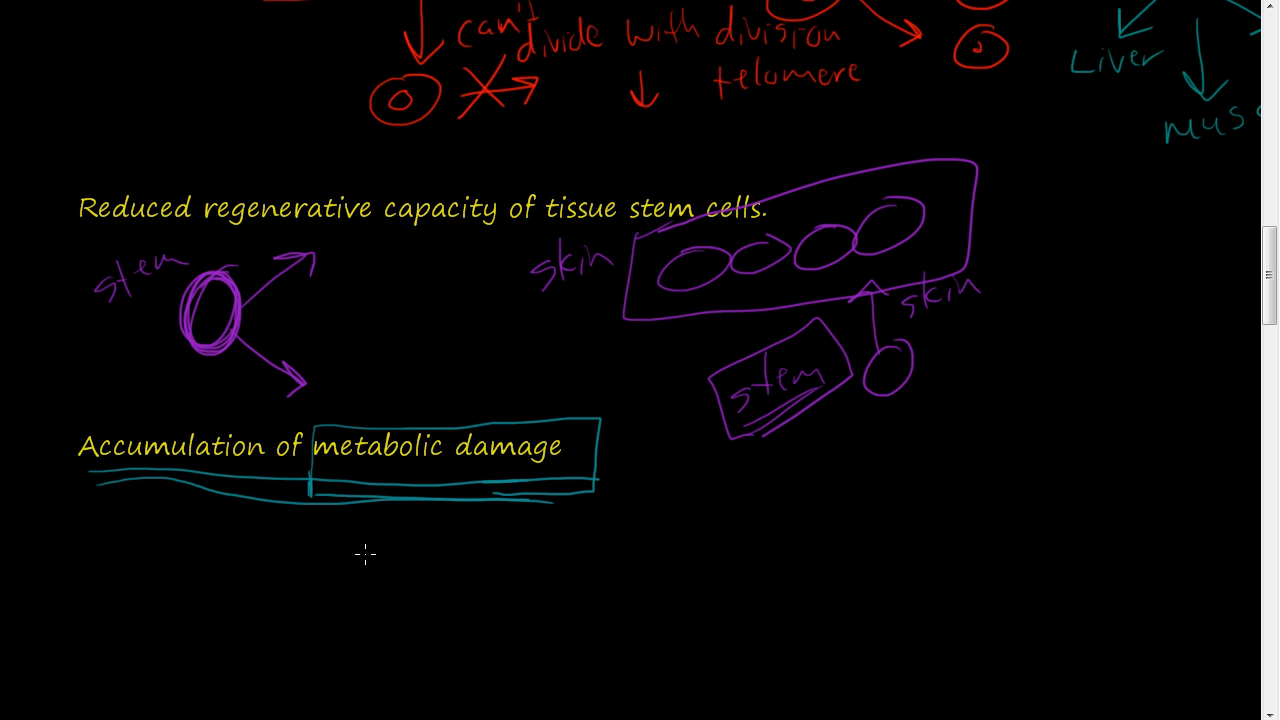 can't
divide with division
↓ telomere
Liver
Reduced regenerative capacity of tissue stem cells.
stem
skin
skin
stem
Accumulation of metabolic damage